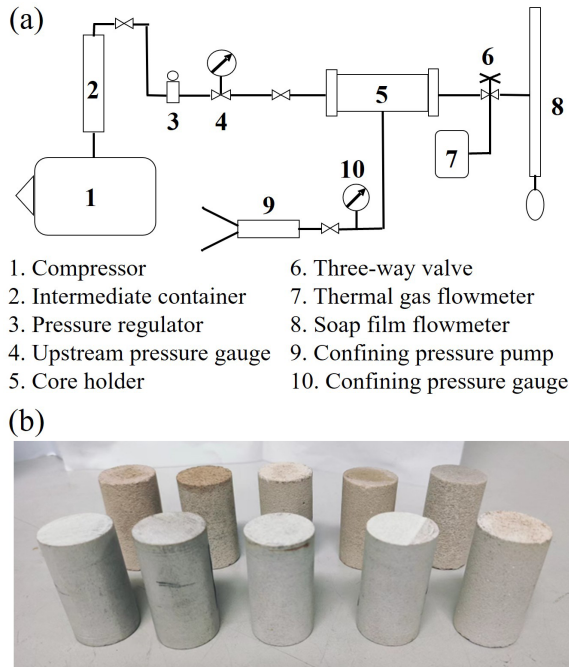 (a)
6
2
5
8
3
4
7
10
1
9
1. Compressor
2. Intermediate container
3. Pressure regulator
4. Upstream pressure gauge
5. Core holder
6. Three-way valve
7. Thermal gas flowmeter
8. Soap film flowmeter
9. Confining pressure pump
10. Confining pressure gauge
(b)